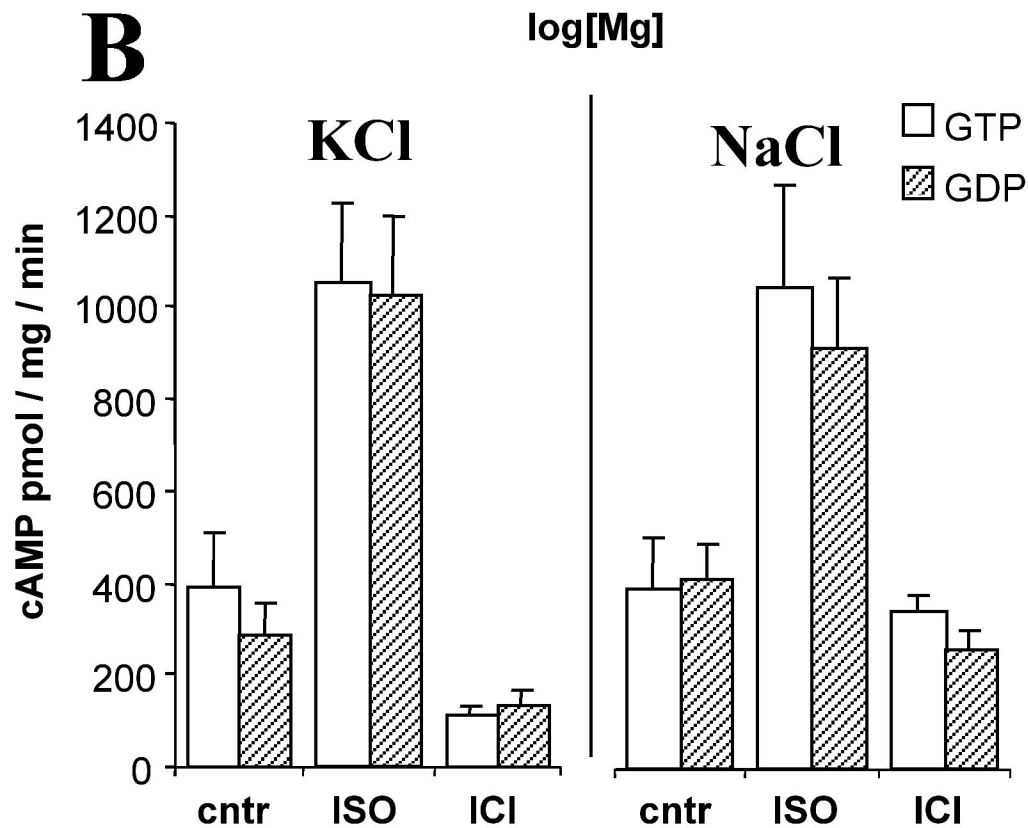 B
log[Mg]
KCl
NaCl
GTP
GDP
cAMP pmol / mg / min
1400
1200
1000
800
600
400
200
0
cntr ISO ICI cntr ISO ICI